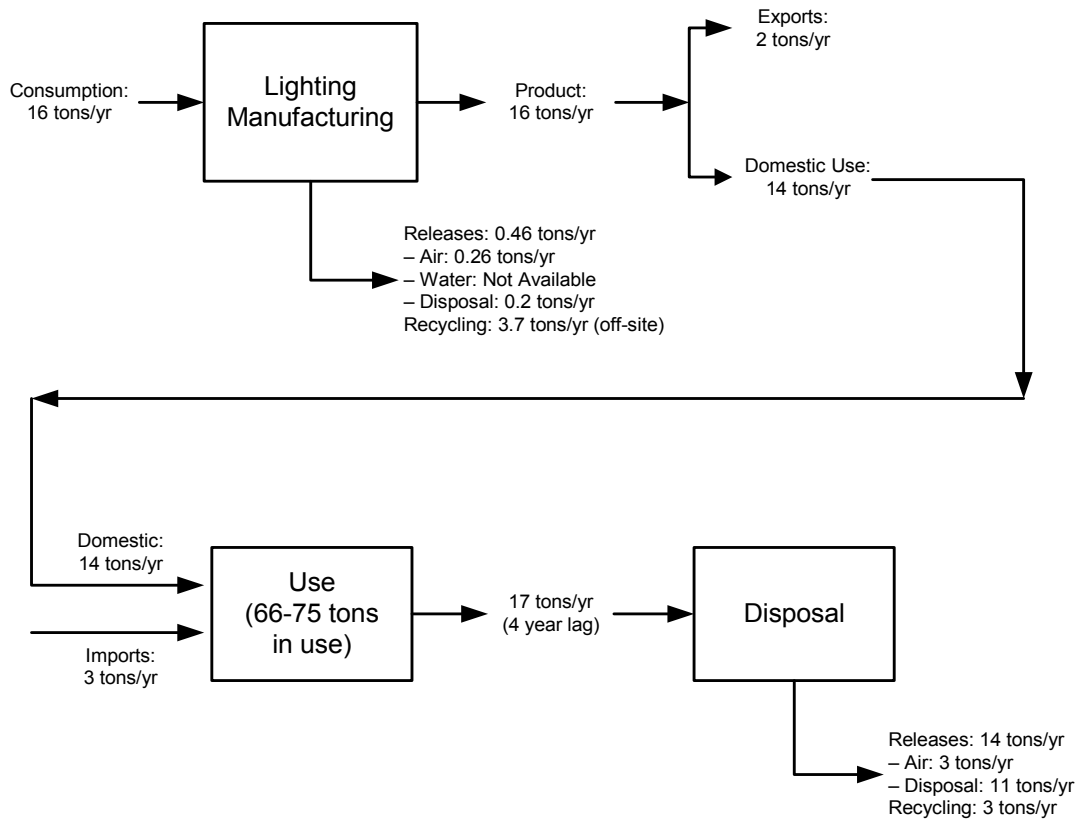 Exports:
2 tons/yr
Consumption:
16 tons/yr
Lighting
Manufacturing
Product:
16 tons/yr
Domestic Use:
14 tons/yr
Releases: 0.46 tons/yr
– Air: 0.26 tons/yr
– Water: Not Available
– Disposal: 0.2 tons/yr
Recycling: 3.7 tons/yr (off-site)
Domestic:
14 tons/yr
Imports:
3 tons/yr
Use
(66-75 tons
in use)
17 tons/yr
(4 year lag)
Disposal
Releases: 14 tons/yr
– Air: 3 tons/yr
– Disposal: 11 tons/yr
Recycling: 3 tons/yr